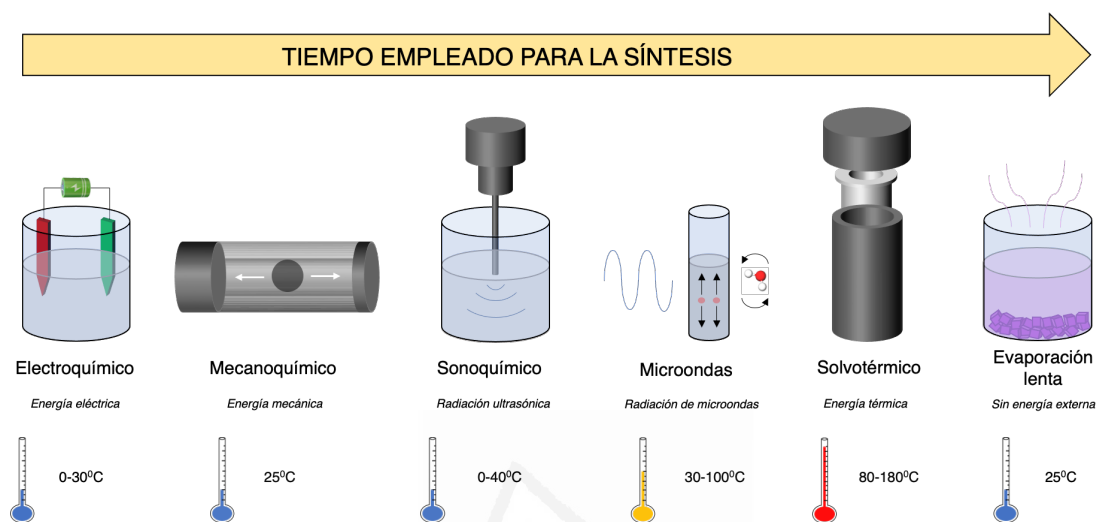 TIEMPO EMPLEADO PARA LA SÍNTESIS
Electroquímico
Mecanoquímico
Sonoquímico
Microondas
Solvotérmico
Evaporación
lenta
Energía eléctrica
Energía mecánica
Radiación ultrasónica
Radiación de microondas
Energía térmica
Sin energía externa
0-30⁰C
25⁰C
0-40⁰C
30-100⁰C
80-180⁰C
25⁰C